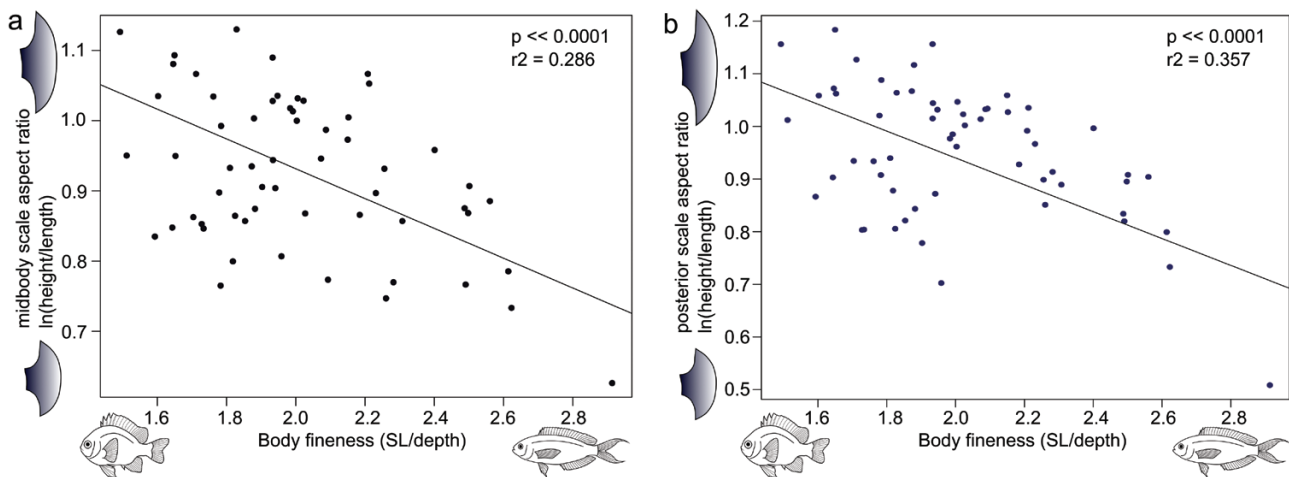 a
p << 0.0001
r2 = 0.286
midbody scale aspect ratio
ln(height/length)
1.1
1.0
0.9
0.8
0.7
1.6 1.8 2.0 2.2 2.4 2.6 2.8
Body fineness (SL/depth)
b
p << 0.0001
r2 = 0.357
posterior scale aspect ratio
ln(height/length)
1.2
1.1
1.0
0.9
0.8
0.7
0.6
0.5
1.6 1.8 2.0 2.2 2.4 2.6 2.8
Body fineness (SL/depth)